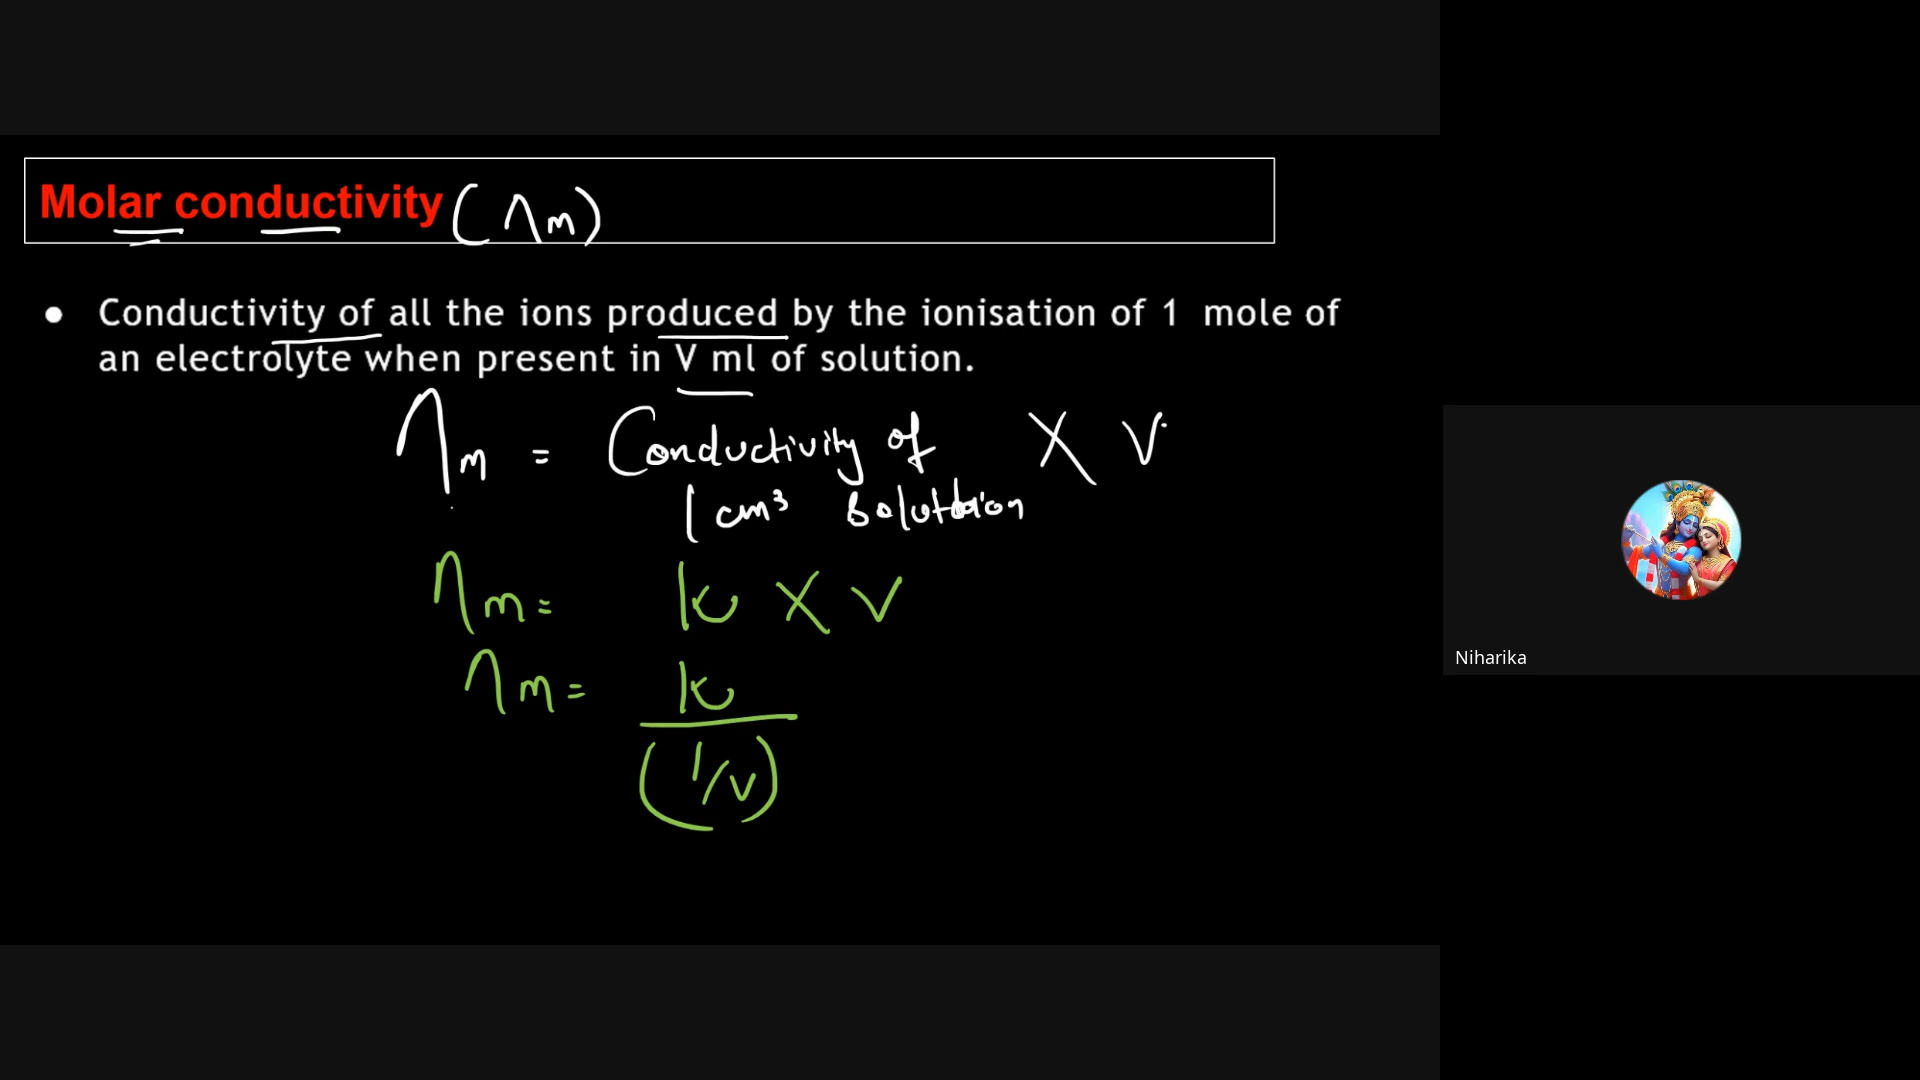 Molar conductivity (Λm)
● Conductivity of all the ions produced by the ionisation of 1 mole of
an electrolyte when present in V ml of solution.
Λm = Conductivity of X V
1 cm³ Solution
Λm = k X V
Λm = k
(1/V)
Niharika